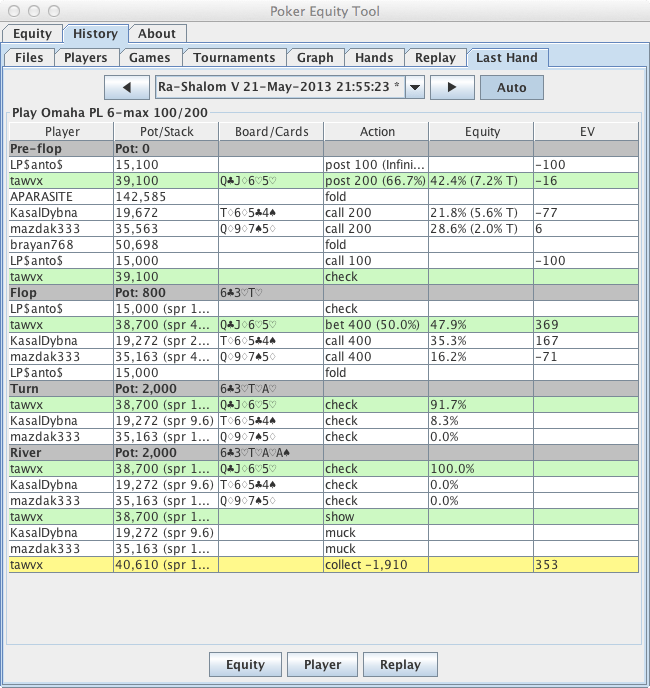 Poker Equity Tool
Equity History About
Files Players Games Tournaments Graph Hands Replay Last Hand
Ra-Shalom V 21-May-2013 21:55:23 * Auto
Play Omaha PL 6-max 100/200
Player Pot/Stack Board/Cards Action Equity EV
Pre-flop Pot: 0
LP$anto$ 15,100 post 100 (Infini... -100
tawvx 39,100 Q♣J♢6♡5♡ post 200 (66.7%) 42.4% (7.2% T) -16
APARASITE 142,585 fold
KasalDybna 19,672 T♢6♢5♣4♠ call 200 21.8% (5.6% T) -77
mazdak333 35,563 Q♢9♢7♠5♢ call 200 28.6% (2.0% T) 6
brayan768 50,698 fold
LP$anto$ 15,000 call 100 -100
tawvx 39,100 check
Flop Pot: 800 6♣3♡T♡
LP$anto$ 15,000 (spr 1... check
tawvx 38,700 (spr 4... Q♣J♢6♡5♡ bet 400 (50.0%) 47.9% 369
KasalDybna 19,272 (spr 2... T♢6♢5♣4♠ call 400 35.3% 167
mazdak333 35,163 (spr 4... Q♢9♢7♠5♢ call 400 16.2% -71
LP$anto$ 15,000 fold
Turn Pot: 2,000 6♣3♡T♡A♡
tawvx 38,700 (spr 1... Q♣J♢6♡5♡ check 91.7%
KasalDybna 19,272 (spr 9.6) T♢6♢5♣4♠ check 8.3%
mazdak333 35,163 (spr 1... Q♢9♢7♠5♢ check 0.0%
River Pot: 2,000 6♣3♡T♡A♡A♠
tawvx 38,700 (spr 1... Q♣J♢6♡5♡ check 100.0%
KasalDybna 19,272 (spr 9.6) T♢6♢5♣4♠ check 0.0%
mazdak333 35,163 (spr 1... Q♢9♢7♠5♢ check 0.0%
tawvx 38,700 (spr 1... show
KasalDybna 19,272 (spr 9.6) muck
mazdak333 35,163 (spr 1... muck
tawvx 40,610 (spr 1... collect -1,910 353
Equity Player Replay